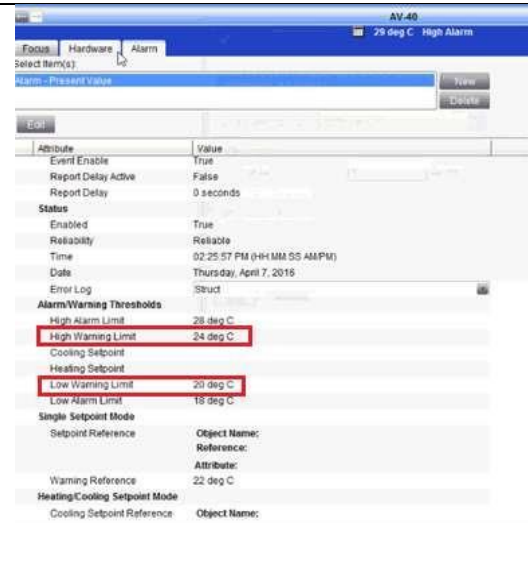 AV-40
29 deg C High Alarm
Focus Hardware Alarm
Select Item(s):
Alarm - Present Value
New
Delete
Edit
Attribute Value
Event Enable True
Report Delay Active False
Report Delay 0 seconds
Status
Enabled True
Reliability Reliable
Time 02:25:57 PM (HH:MM:SS AM/PM)
Date Thursday, April 7, 2016
Error Log Struct
Alarm/Warning Thresholds
High Alarm Limit 28 deg C
High Warning Limit 24 deg C
Cooling Setpoint
Heating Setpoint
Low Warning Limit 20 deg C
Low Alarm Limit 18 deg C
Single Setpoint Mode
Setpoint Reference Object Name:
Reference:
Attribute:
Warning Reference 22 deg C
Heating/Cooling Setpoint Mode
Cooling Setpoint Reference Object Name: